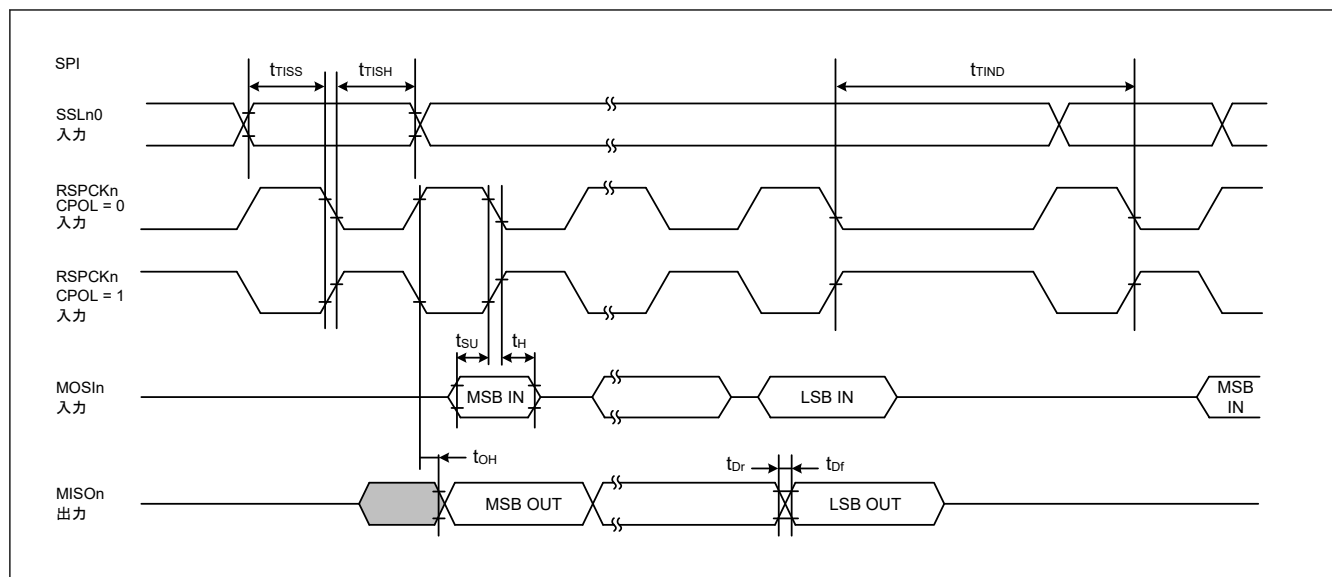 SPI
tTISS
tTISH
tTIND
SSLn0
入力
RSPCKn
CPOL = 0
入力
RSPCKn
CPOL = 1
入力
tSU
tH
MOSIn
入力
MSB IN
LSB IN
MSB
IN
tOH
tDr
tDf
MISOn
出力
MSB OUT
LSB OUT